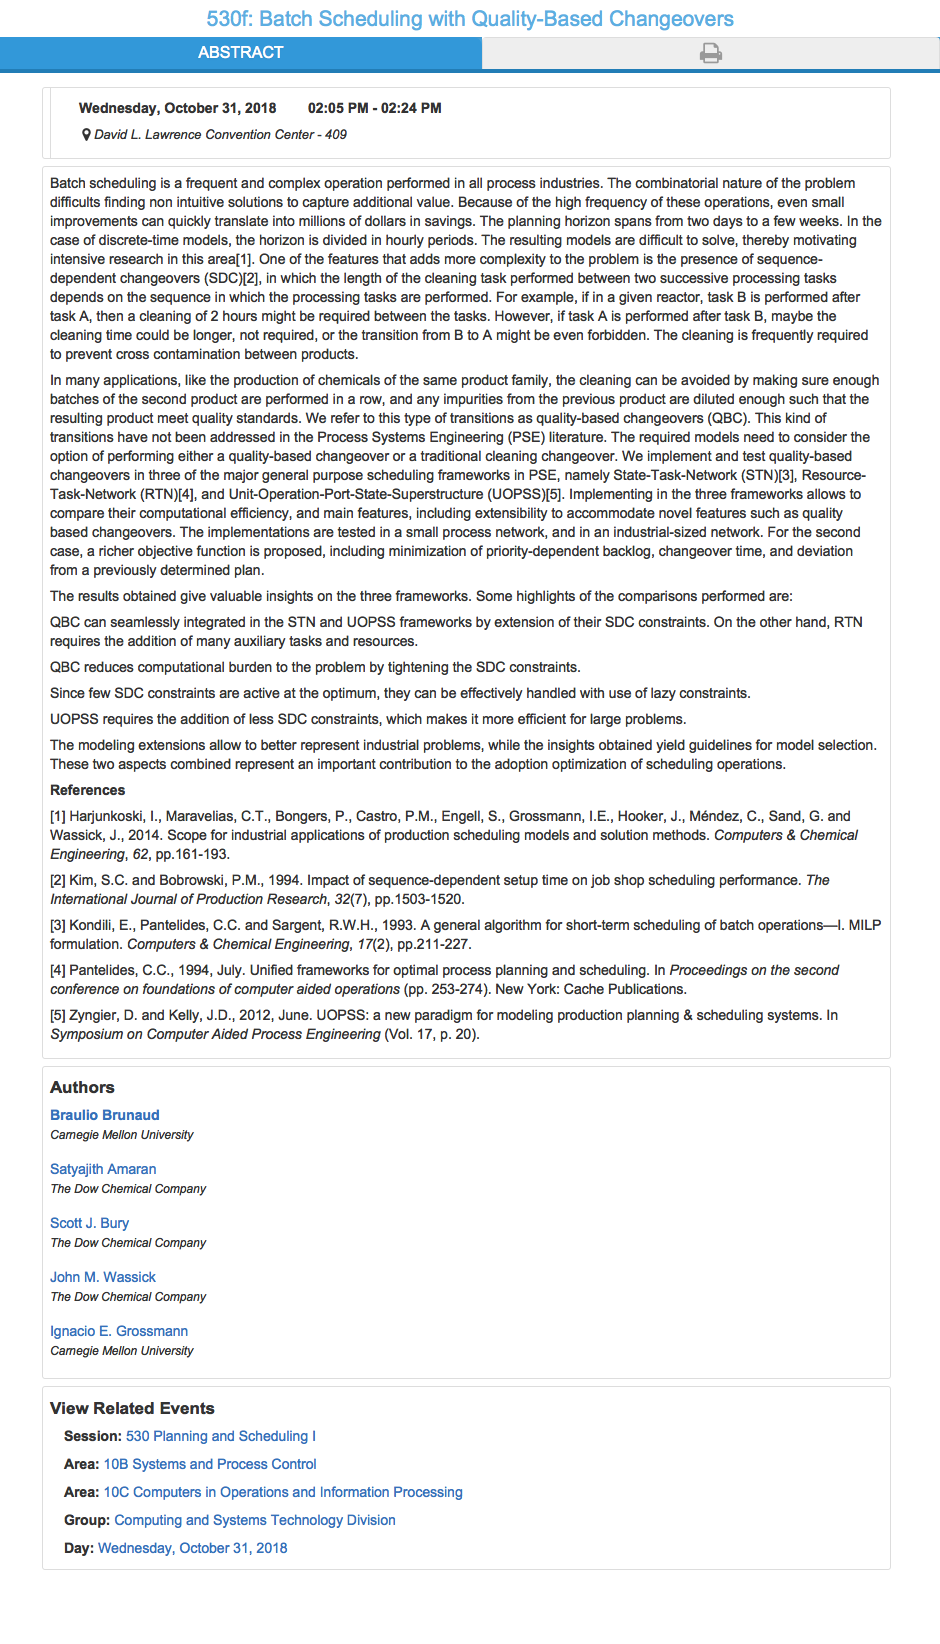 530f: Batch Scheduling with Quality-Based Changeovers
ABSTRACT
Wednesday, October 31, 2018 02:05 PM - 02:24 PM
David L. Lawrence Convention Center - 409
Batch scheduling is a frequent and complex operation performed in all process industries. The combinatorial nature of the problem
difficults finding non intuitive solutions to capture additional value. Because of the high frequency of these operations, even small
improvements can quickly translate into millions of dollars in savings. The planning horizon spans from two days to a few weeks. In the
case of discrete-time models, the horizon is divided in hourly periods. The resulting models are difficult to solve, thereby motivating
intensive research in this area[1]. One of the features that adds more complexity to the problem is the presence of sequence-
dependent changeovers (SDC)[2], in which the length of the cleaning task performed between two successive processing tasks
depends on the sequence in which the processing tasks are performed. For example, if in a given reactor, task B is performed after
task A, then a cleaning of 2 hours might be required between the tasks. However, if task A is performed after task B, maybe the
cleaning time could be longer, not required, or the transition from B to A might be even forbidden. The cleaning is frequently required
to prevent cross contamination between products.
In many applications, like the production of chemicals of the same product family, the cleaning can be avoided by making sure enough
batches of the second product are performed in a row, and any impurities from the previous product are diluted enough such that the
resulting product meet quality standards. We refer to this type of transitions as quality-based changeovers (QBC). This kind of
transitions have not been addressed in the Process Systems Engineering (PSE) literature. The required models need to consider the
option of performing either a quality-based changeover or a traditional cleaning changeover. We implement and test quality-based
changeovers in three of the major general purpose scheduling frameworks in PSE, namely State-Task-Network (STN)[3], Resource-
Task-Network (RTN)[4], and Unit-Operation-Port-State-Superstructure (UOPSS)[5]. Implementing in the three frameworks allows to
compare their computational efficiency, and main features, including extensibility to accommodate novel features such as quality
based changeovers. The implementations are tested in a small process network, and in an industrial-sized network. For the second
case, a richer objective function is proposed, including minimization of priority-dependent backlog, changeover time, and deviation
from a previously determined plan.
The results obtained give valuable insights on the three frameworks. Some highlights of the comparisons performed are:
QBC can seamlessly integrated in the STN and UOPSS frameworks by extension of their SDC constraints. On the other hand, RTN
requires the addition of many auxiliary tasks and resources.
QBC reduces computational burden to the problem by tightening the SDC constraints.
Since few SDC constraints are active at the optimum, they can be effectively handled with use of lazy constraints.
UOPSS requires the addition of less SDC constraints, which makes it more efficient for large problems.
The modeling extensions allow to better represent industrial problems, while the insights obtained yield guidelines for model selection.
These two aspects combined represent an important contribution to the adoption optimization of scheduling operations.
References
[1] Harjunkoski, I., Maravelias, C.T., Bongers, P., Castro, P.M., Engell, S., Grossmann, I.E., Hooker, J., Méndez, C., Sand, G. and
Wassick, J., 2014. Scope for industrial applications of production scheduling models and solution methods. Computers & Chemical
Engineering, 62, pp.161-193.
[2] Kim, S.C. and Bobrowski, P.M., 1994. Impact of sequence-dependent setup time on job shop scheduling performance. The
International Journal of Production Research, 32(7), pp.1503-1520.
[3] Kondili, E., Pantelides, C.C. and Sargent, R.W.H., 1993. A general algorithm for short-term scheduling of batch operations—I. MILP
formulation. Computers & Chemical Engineering, 17(2), pp.211-227.
[4] Pantelides, C.C., 1994, July. Unified frameworks for optimal process planning and scheduling. In Proceedings on the second
conference on foundations of computer aided operations (pp. 253-274). New York: Cache Publications.
[5] Zyngier, D. and Kelly, J.D., 2012, June. UOPSS: a new paradigm for modeling production planning & scheduling systems. In
Symposium on Computer Aided Process Engineering (Vol. 17, p. 20).
Authors
Braulio Brunaud
Carnegie Mellon University
Satyajith Amaran
The Dow Chemical Company
Scott J. Bury
The Dow Chemical Company
John M. Wassick
The Dow Chemical Company
Ignacio E. Grossmann
Carnegie Mellon University
View Related Events
Session: 530 Planning and Scheduling I
Area: 10B Systems and Process Control
Area: 10C Computers in Operations and Information Processing
Group: Computing and Systems Technology Division
Day: Wednesday, October 31, 2018